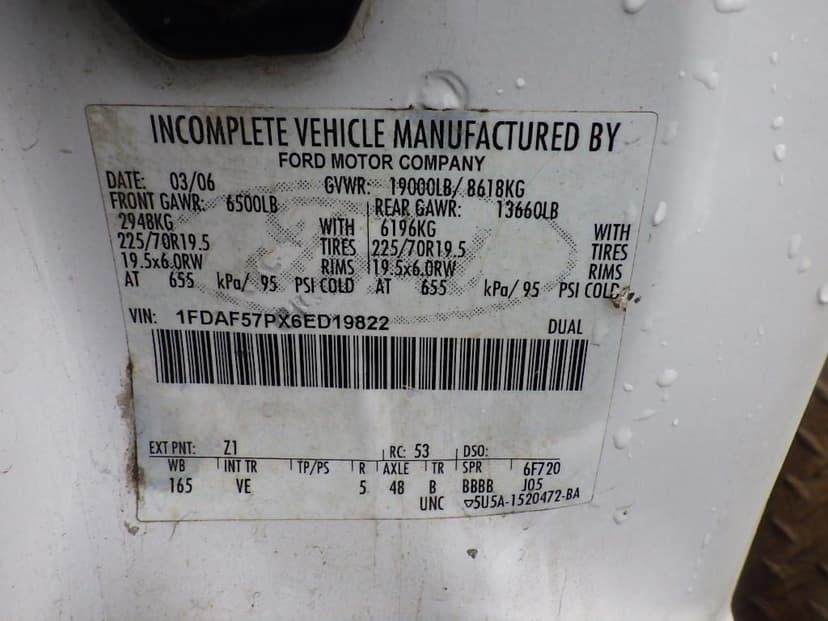 INCOMPLETE VEHICLE MANUFACTURED BY
FORD MOTOR COMPANY
DATE: 03/06 GVWR: 19000LB/ 8618KG
FRONT GAWR: 6500LB REAR GAWR: 13660LB
2948KG WITH 6196KG WITH
225/70R19.5 TIRES 225/70R19.5 TIRES
19.5x6.0RW RIMS 19.5x6.0RW RIMS
AT 655 kPa/ 95 PSI COLD AT 655 kPa/ 95 PSI COLD
VIN: 1FDAF57PX6ED19822 DUAL
EXT PNT: Z1 RC: 53 DSO:
WB INT TR TP/PS R AXLE TR SPR 6F720
165 VE 5 48 B BBBB J05
UNC ▽5U5A-1520472-BA